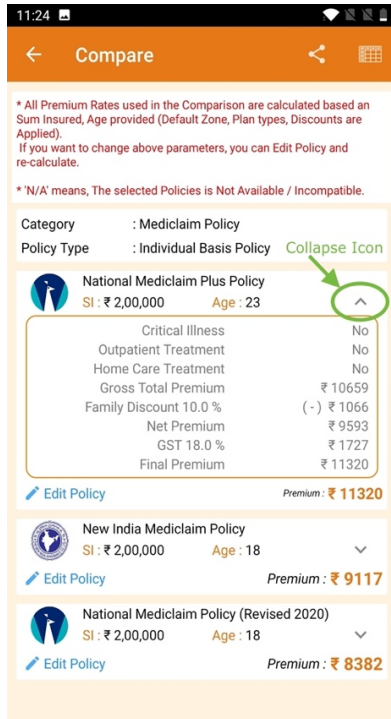 11:24
Compare
* All Premium Rates used in the Comparison are calculated based an
Sum Insured, Age provided (Default Zone, Plan types, Discounts are
Applied).
If you want to change above parameters, you can Edit Policy and
re-calculate.
* 'N/A' means, The selected Policies is Not Available / Incompatible.
Category : Mediclaim Policy
Policy Type : Individual Basis Policy Collapse Icon
National Mediclaim Plus Policy
SI : ₹ 2,00,000 Age : 23
Critical Illness No
Outpatient Treatment No
Home Care Treatment No
Gross Total Premium ₹ 10659
Family Discount 10.0 % ( - ) ₹ 1066
Net Premium ₹ 9593
GST 18.0 % ₹ 1727
Final Premium ₹ 11320
Edit Policy Premium : ₹ 11320
New India Mediclaim Policy
SI : ₹ 2,00,000 Age : 18
Edit Policy Premium : ₹ 9117
National Mediclaim Policy (Revised 2020)
SI : ₹ 2,00,000 Age : 18
Edit Policy Premium : ₹ 8382